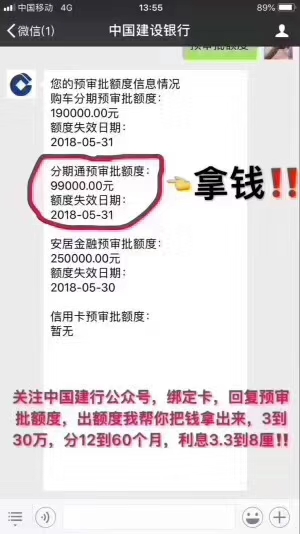 中国移动 4G 13:55 89%
微信(1) 中国建设银行
预审批额度
您的预审批额度信息情况
购车分期预审批额度：
190000.00元
额度失效日期：
2018-05-31
分期通预审批额度：
99000.00元
额度失效日期：
2018-05-31
👈拿钱‼️
安居金融预审批额度：
250000.00元
额度失效日期：
2018-05-30
信用卡预审批额度：
暂无
关注中国建行公众号，绑定卡，回复预审
批额度，出额度我帮你把钱拿出来，3到
30万，分12到60个月，利息3.3到8厘‼️